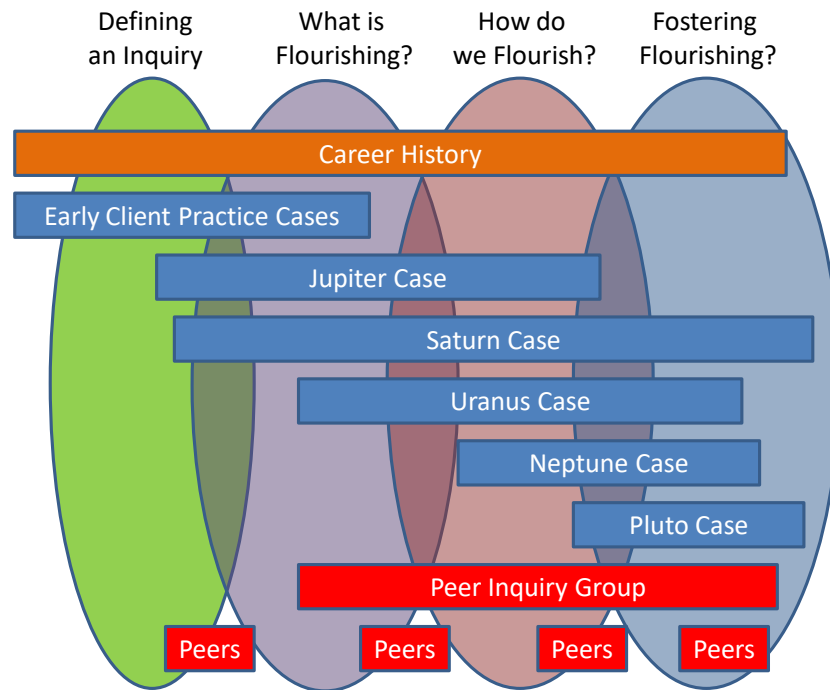 Defining
an Inquiry
What is
Flourishing?
How do
we Flourish?
Fostering
Flourishing?
Career History
Early Client Practice Cases
Jupiter Case
Saturn Case
Uranus Case
Neptune Case
Pluto Case
Peer Inquiry Group
Peers
Peers
Peers
Peers